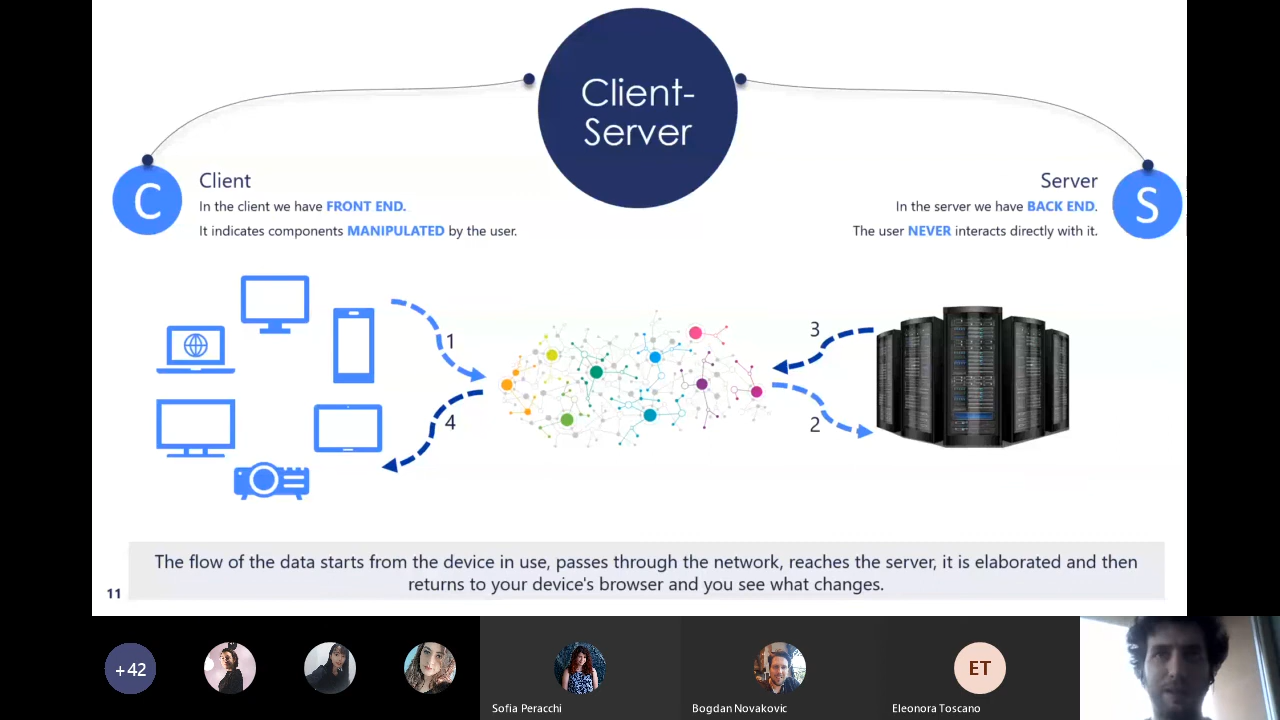 Client-
Server
C
Client
In the client we have FRONT END.
It indicates components MANIPULATED by the user.
Server
In the server we have BACK END.
The user NEVER interacts directly with it.
S
1
4
3
2
The flow of the data starts from the device in use, passes through the network, reaches the server, it is elaborated and then
returns to your device's browser and you see what changes.
11
+42
Sofia Peracchi
Bogdan Novakovic
ET
Eleonora Toscano